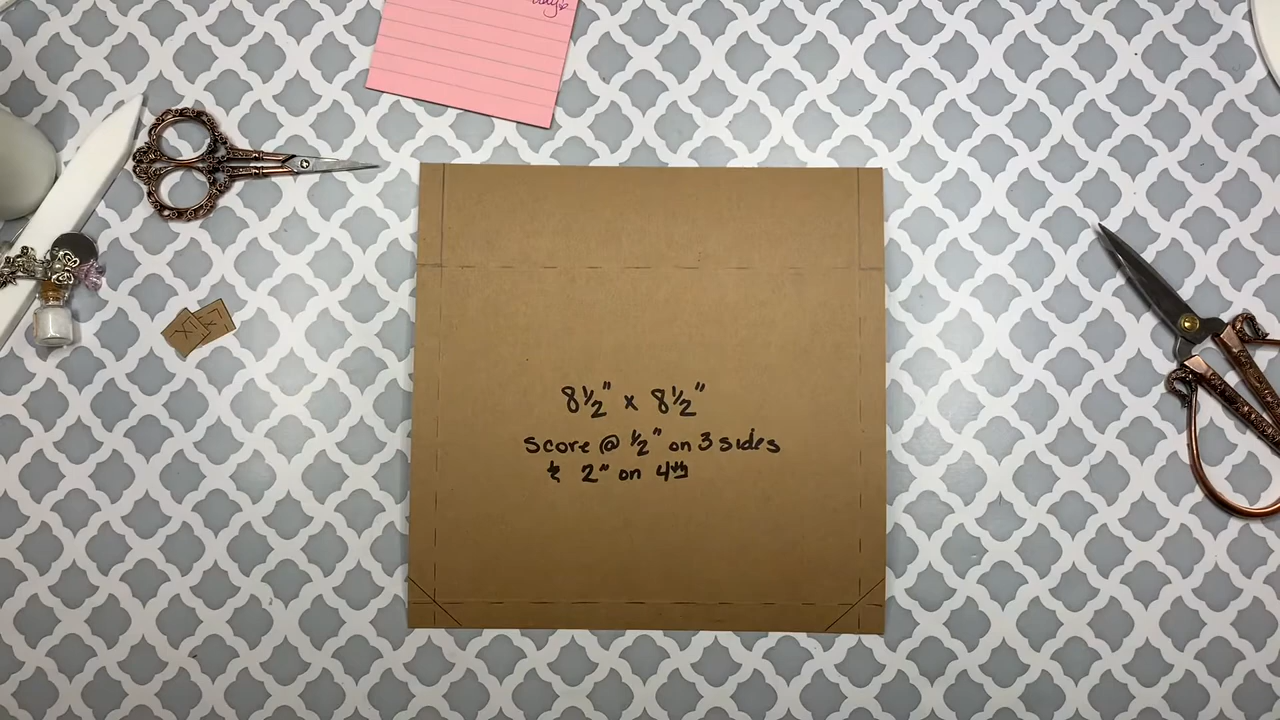 8½" x 8½"
score @ ½" on 3 sides
& 2" on 4th